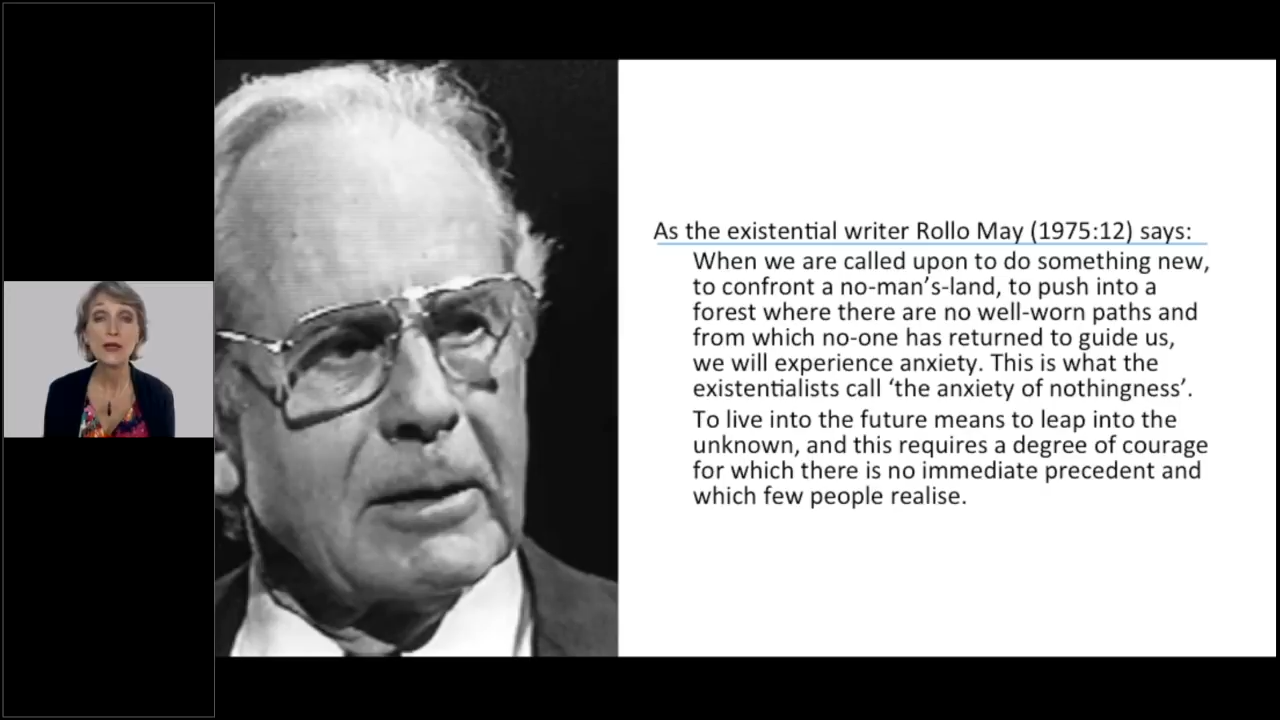 As the existential writer Rollo May (1975:12) says:
When we are called upon to do something new,
to confront a no-man’s-land, to push into a
forest where there are no well-worn paths and
from which no-one has returned to guide us,
we will experience anxiety. This is what the
existentialists call ‘the anxiety of nothingness’.
To live into the future means to leap into the
unknown, and this requires a degree of courage
for which there is no immediate precedent and
which few people realise.